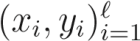 (x_i, y_i)_{i=1}^{ℓ}